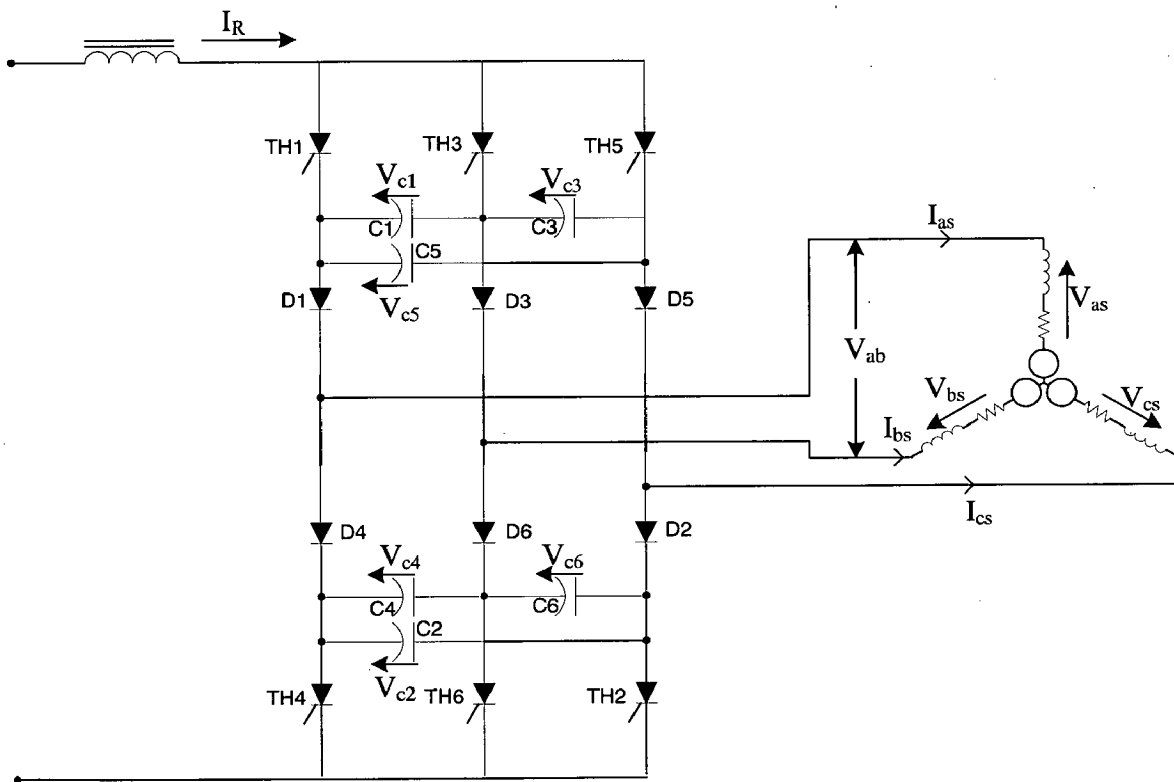 I_R
TH1
TH3
TH5
V_c1
V_c3
C1
C3
C5
V_c5
D1
D3
D5
I_as
V_as
V_ab
V_bs
V_cs
I_bs
I_cs
D4
D6
D2
V_c4
V_c6
C4
C6
C2
V_c2
TH4
TH6
TH2